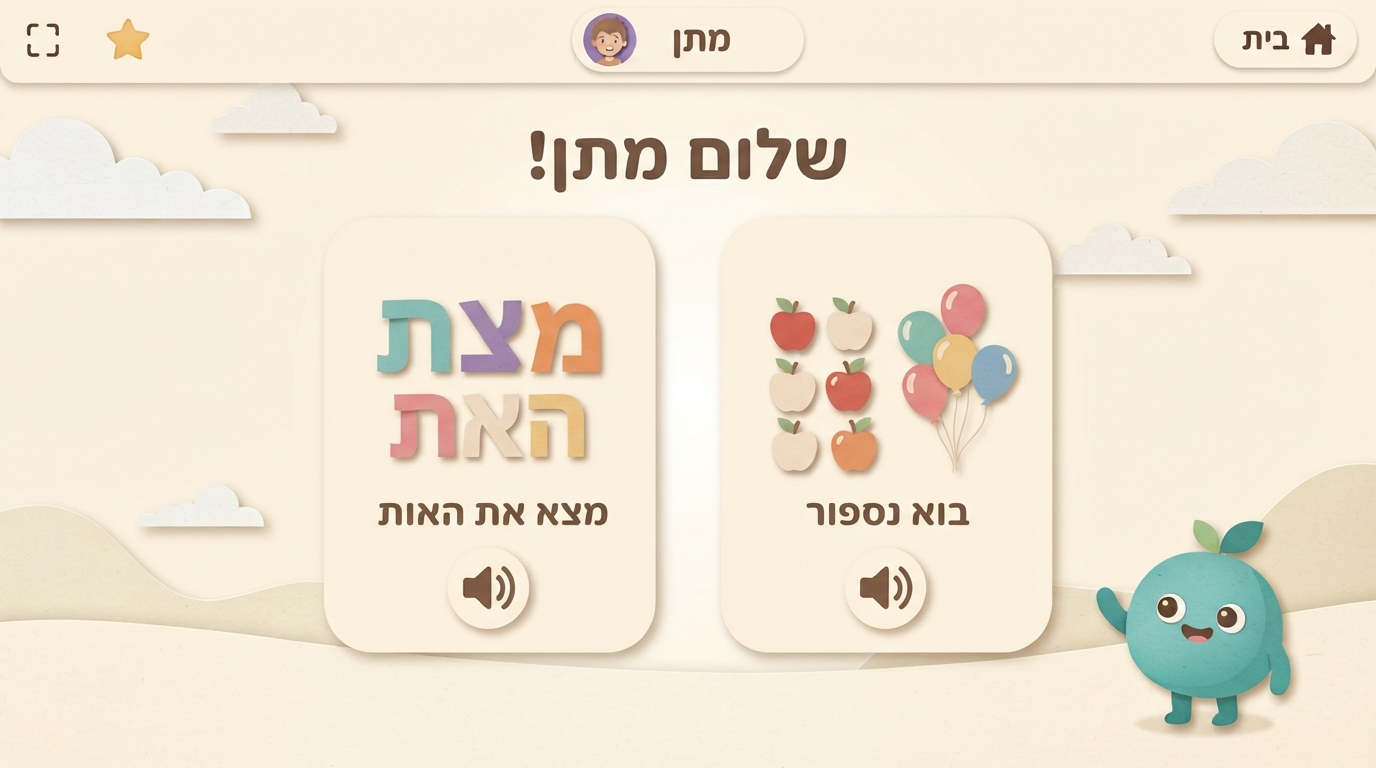 בית
מתן
שלום מתן!
בוא נספור
מצת
האת
מצא את האות